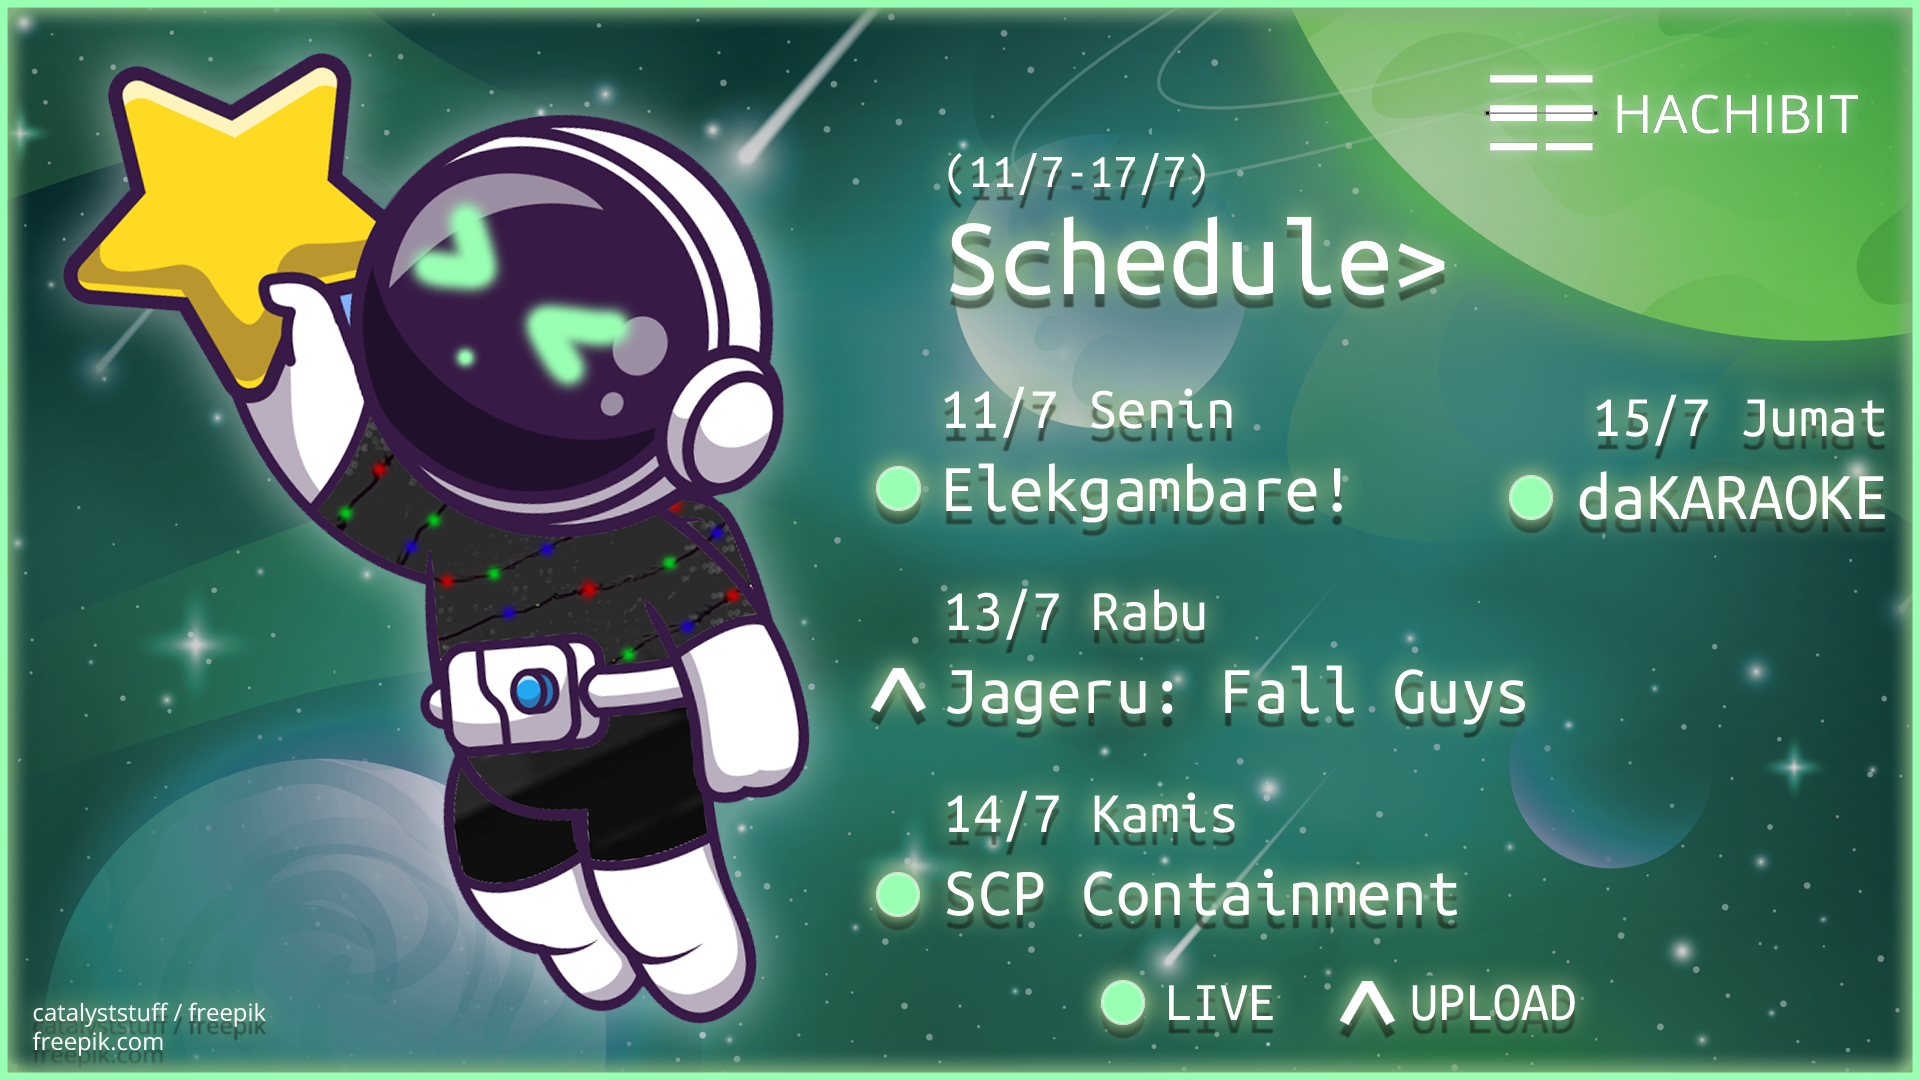 HACHIBIT
(11/7-17/7)
Schedule>
11/7 Senin
Elekgambare!
13/7 Rabu
Jageru: Fall Guys
14/7 Kamis
SCP Containment
15/7 Jumat
daKARAOKE
LIVE
UPLOAD
catalyststuff / freepik
freepik.com